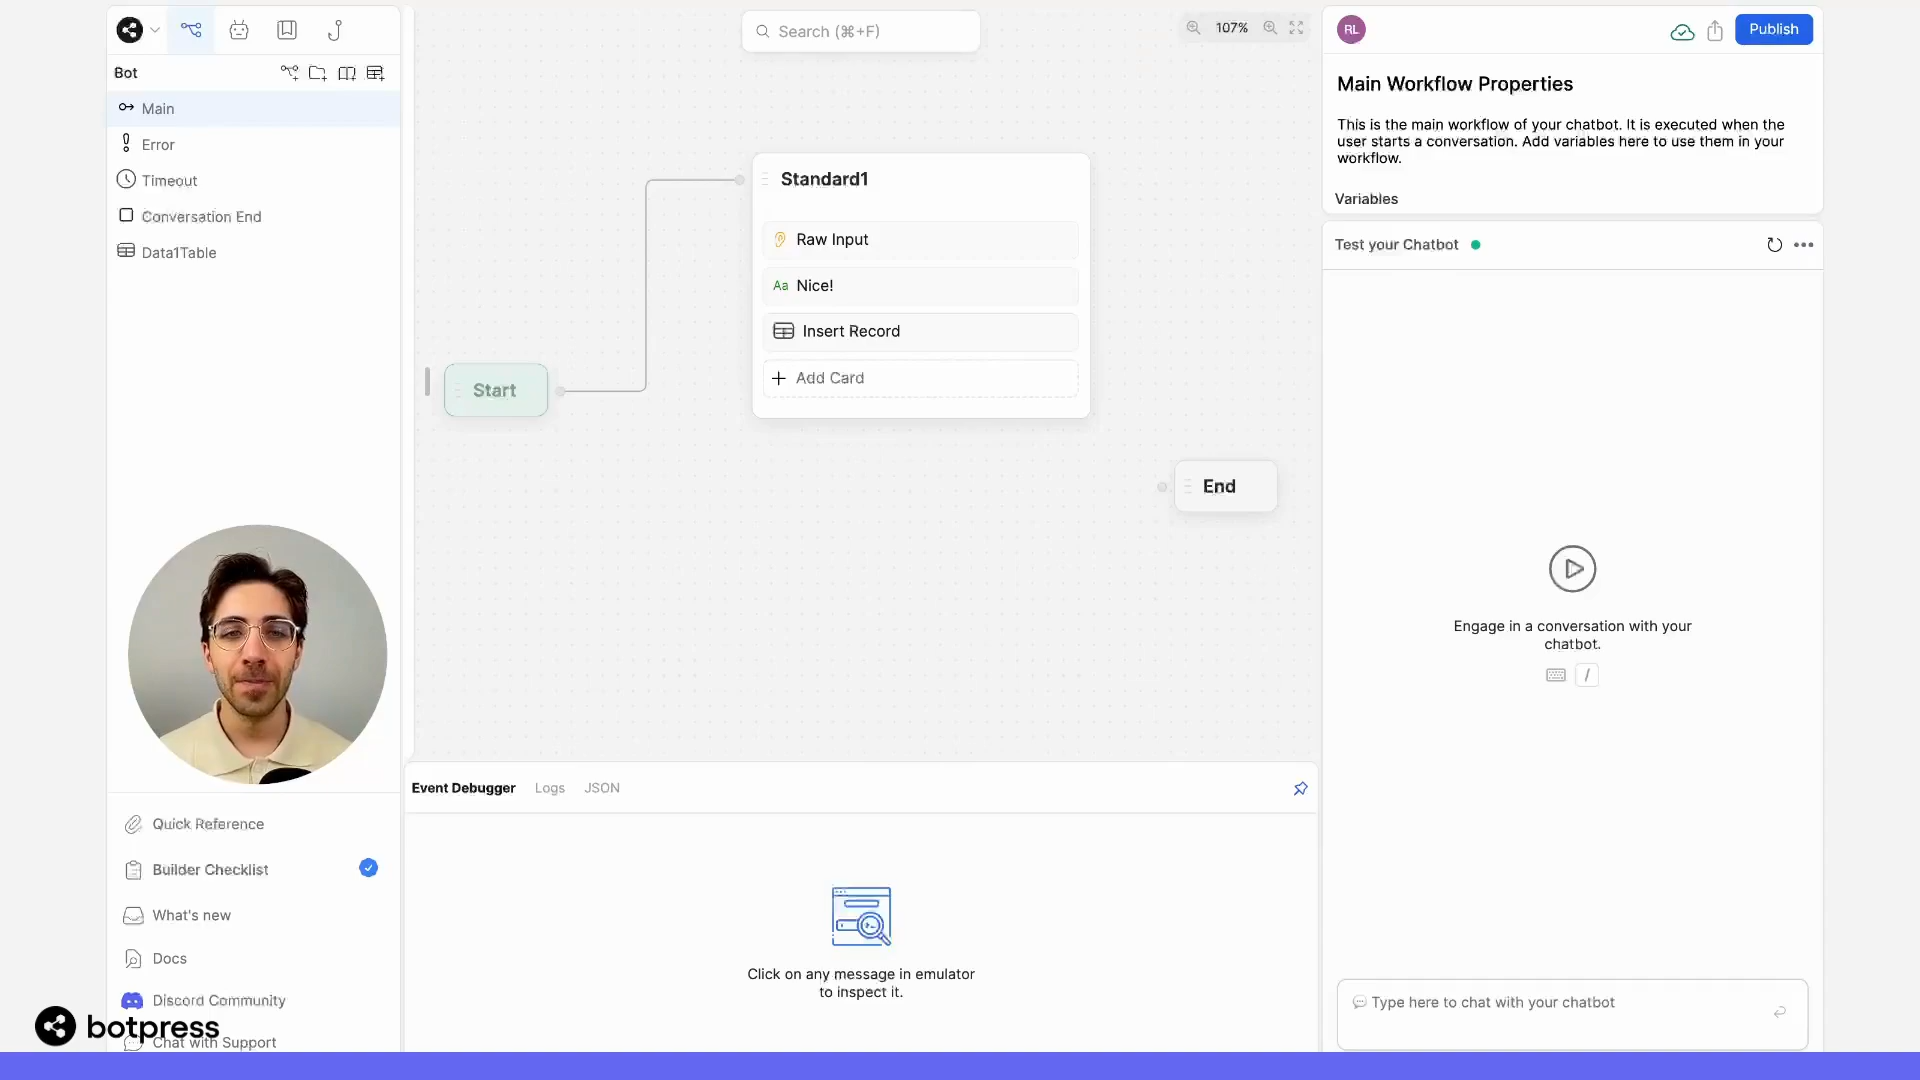 Search (⌘+F)
107%
RL
Publish
Bot
Main
Error
Timeout
Conversation End
Data1Table
Standard1
Raw Input
Aa Nice!
Insert Record
Add Card
Start
End
Main Workflow Properties
This is the main workflow of your chatbot. It is executed when the
user starts a conversation. Add variables here to use them in your
workflow.
Variables
Test your Chatbot
Engage in a conversation with your
chatbot.
/
Event Debugger Logs JSON
Click on any message in emulator
to inspect it.
Type here to chat with your chatbot
Quick Reference
Builder Checklist
What's new
Docs
Discord Community
botpress
Chat with Support